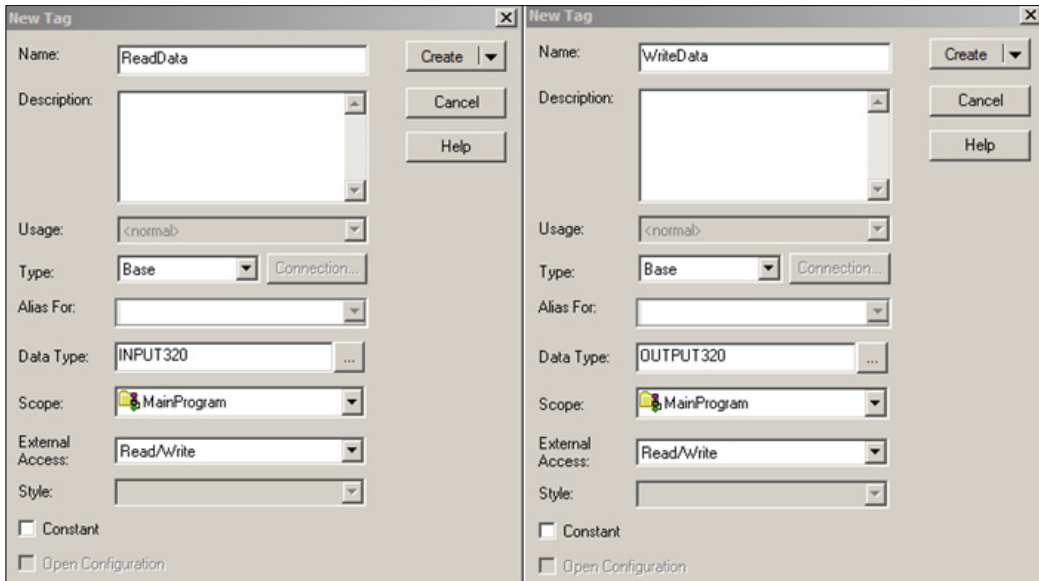 New Tag
Name:
ReadData
Create
Description:
Cancel
Help
Usage:
<normal>
Type:
Base
Connection...
Alias For:
Data Type:
INPUT320
...
Scope:
MainProgram
External
Access:
Read/Write
Style:
Constant
Open Configuration
New Tag
Name:
WriteData
Create
Description:
Cancel
Help
Usage:
<normal>
Type:
Base
Connection...
Alias For:
Data Type:
OUTPUT320
...
Scope:
MainProgram
External
Access:
Read/Write
Style:
Constant
Open Configuration